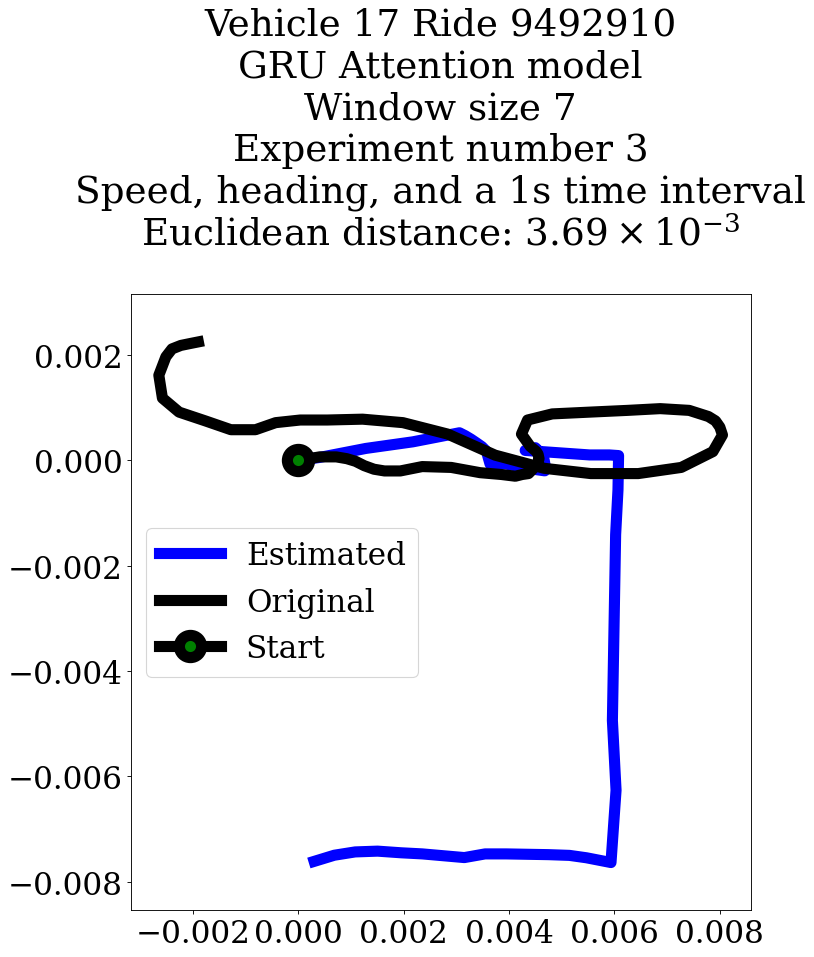 Vehicle 17 Ride 9492910
GRU Attention model
Window size 7
Experiment number 3
Speed, heading, and a 1s time interval
Euclidean distance: 3.69 × 10⁻³
0.002
0.000
−0.002
−0.004
−0.006
−0.008
Estimated
Original
Start
−0.002 0.000 0.002 0.004 0.006 0.008